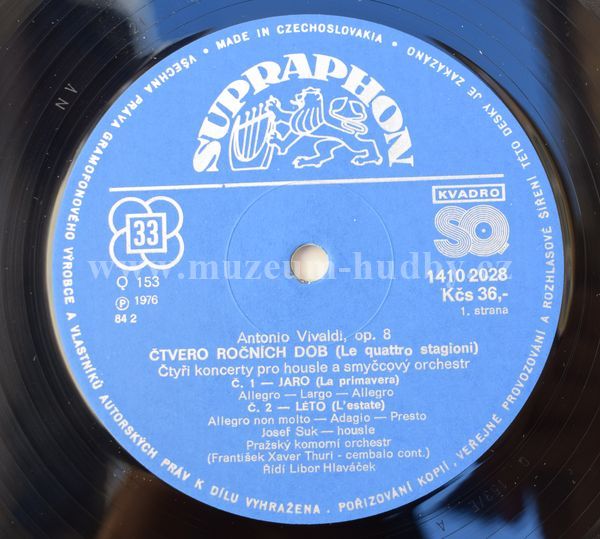 VŠECHNA PRÁVA GRAMOFONOVÉHO VÝROBCE A VLASTNÍKŮ AUTORSKÝCH PRÁV K DÍLU VYHRAŽENA. POŘIZOVÁNÍ KOPIÍ, VEŘEJNÉ PROVOZOVÁNÍ A ROZHLASOVÉ ŠÍŘENÍ TÉTO DESKY JE ZAKÁZÁNO • MADE IN CZECHOSLOVAKIA •
SUPRAPHON
33
KVADRO
SQ
Q 153
1410 2028
℗ 1976
Kčs 36,-
84 2
1. strana
www.muzeum-hudby.cz
Antonio Vivaldi, op. 8
ČTVERO ROČNÍCH DOB (Le quattro stagioni)
Čtyři koncerty pro housle a smyčcový orchestr
Č. 1 — JARO (La primavera)
Allegro — Largo — Allegro
Č. 2 — LÉTO (L'estate)
Allegro non molto — Adagio — Presto
Josef Suk — housle
Pražský komorní orchestr
(František Xaver Thuri - cembalo cont.)
Řídí Libor Hlaváček